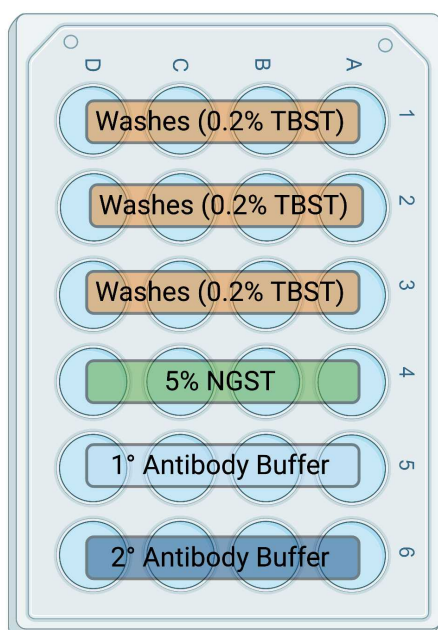 D C B A
Washes (0.2% TBST) 1
Washes (0.2% TBST) 2
Washes (0.2% TBST) 3
5% NGST 4
1° Antibody Buffer 5
2° Antibody Buffer 6